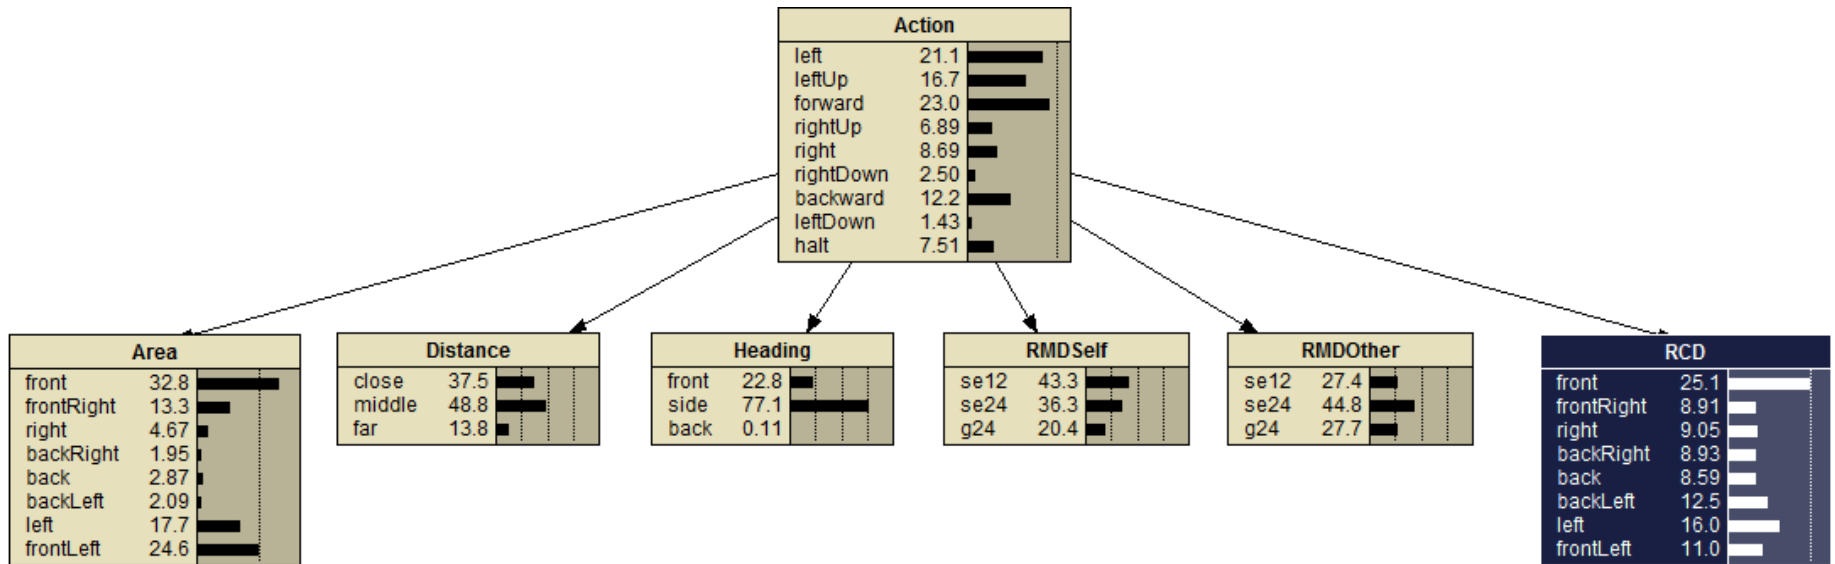 Action
left 21.1
leftUp 16.7
forward 23.0
rightUp 6.89
right 8.69
rightDown 2.50
backward 12.2
leftDown 1.43
halt 7.51
Area
front 32.8
frontRight 13.3
right 4.67
backRight 1.95
back 2.87
backLeft 2.09
left 17.7
frontLeft 24.6
Distance
close 37.5
middle 48.8
far 13.8
Heading
front 22.8
side 77.1
back 0.11
RMDSelf
se12 43.3
se24 36.3
g24 20.4
RMDOther
se12 27.4
se24 44.8
g24 27.7
RCD
front 25.1
frontRight 8.91
right 9.05
backRight 8.93
back 8.59
backLeft 12.5
left 16.0
frontLeft 11.0